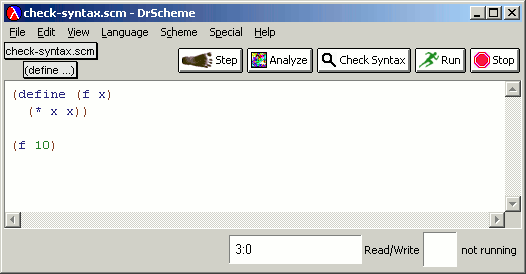 check-syntax.scm - DrScheme
File Edit View Language Scheme Special Help
check-syntax.scm
(define ...)
Step Analyze Check Syntax Run Stop
(define (f x)
  (* x x))
(f 10)
3:0 Read/Write not running